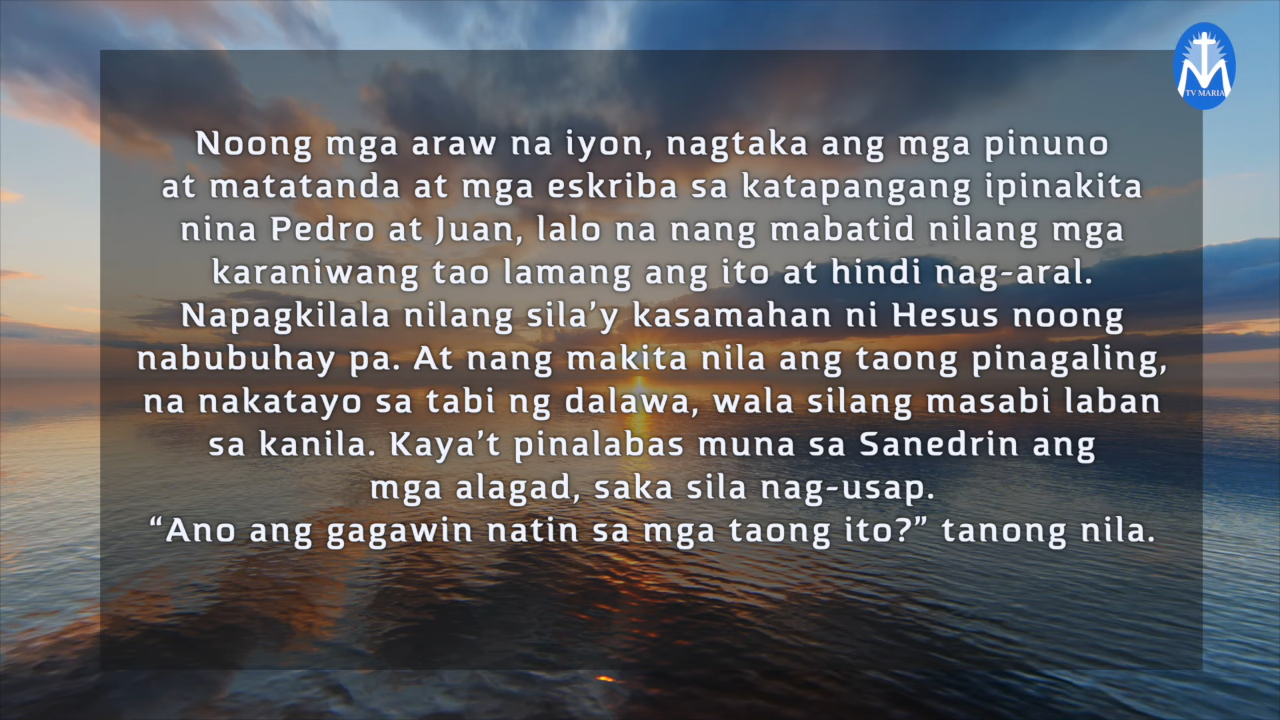 TV MARIA
Noong mga araw na iyon, nagtaka ang mga pinuno
at matatanda at mga eskriba sa katapangang ipinakita
nina Pedro at Juan, lalo na nang mabatid nilang mga
karaniwang tao lamang ang ito at hindi nag-aral.
Napagkilala nilang sila’y kasamahan ni Hesus noong
nabubuhay pa. At nang makita nila ang taong pinagaling,
na nakatayo sa tabi ng dalawa, wala silang masabi laban
sa kanila. Kaya’t pinalabas muna sa Sanedrin ang
mga alagad, saka sila nag-usap.
“Ano ang gagawin natin sa mga taong ito?” tanong nila.